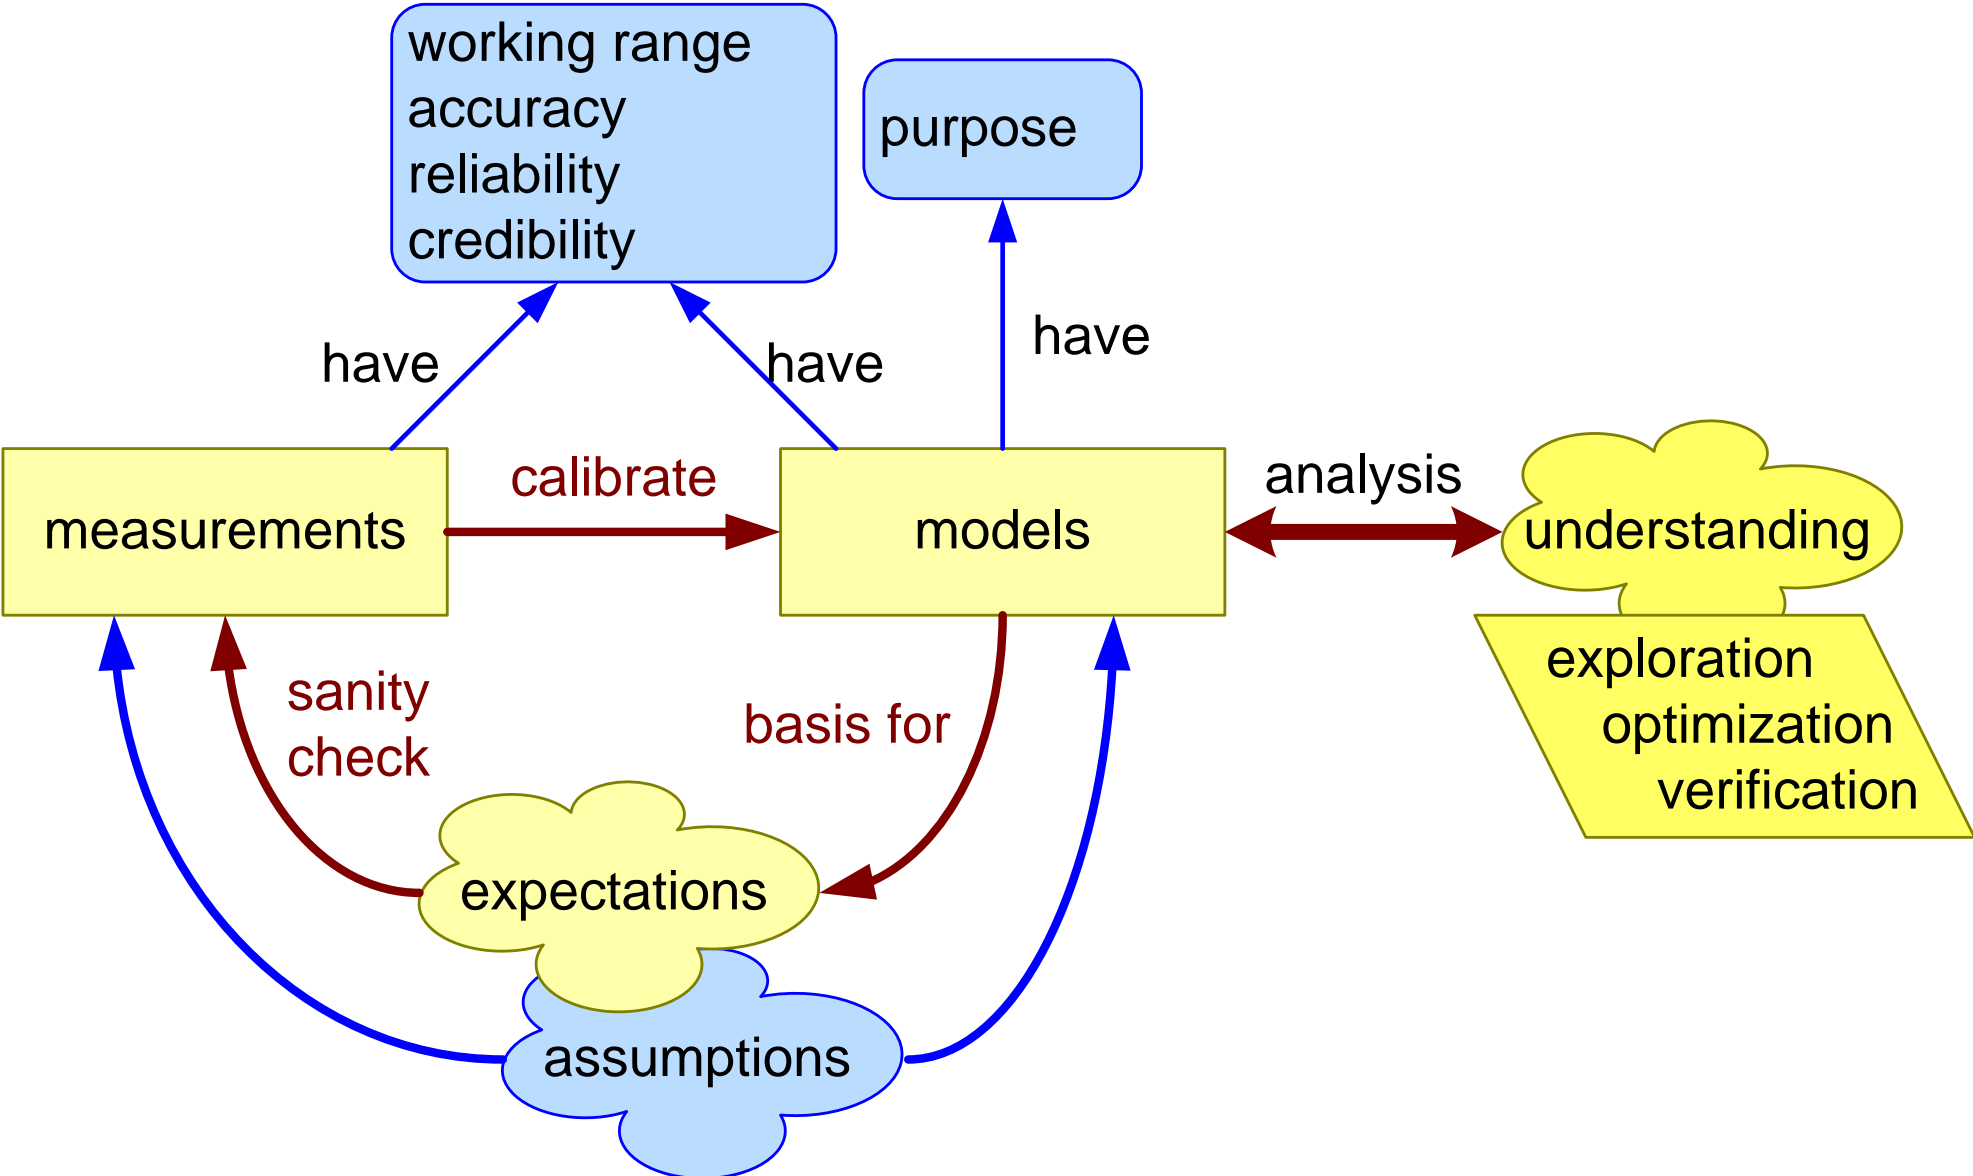 working range
accuracy
reliability
credibility
purpose
have
have
have
measurements
calibrate
models
analysis
understanding
exploration
optimization
verification
sanity
check
basis for
expectations
assumptions